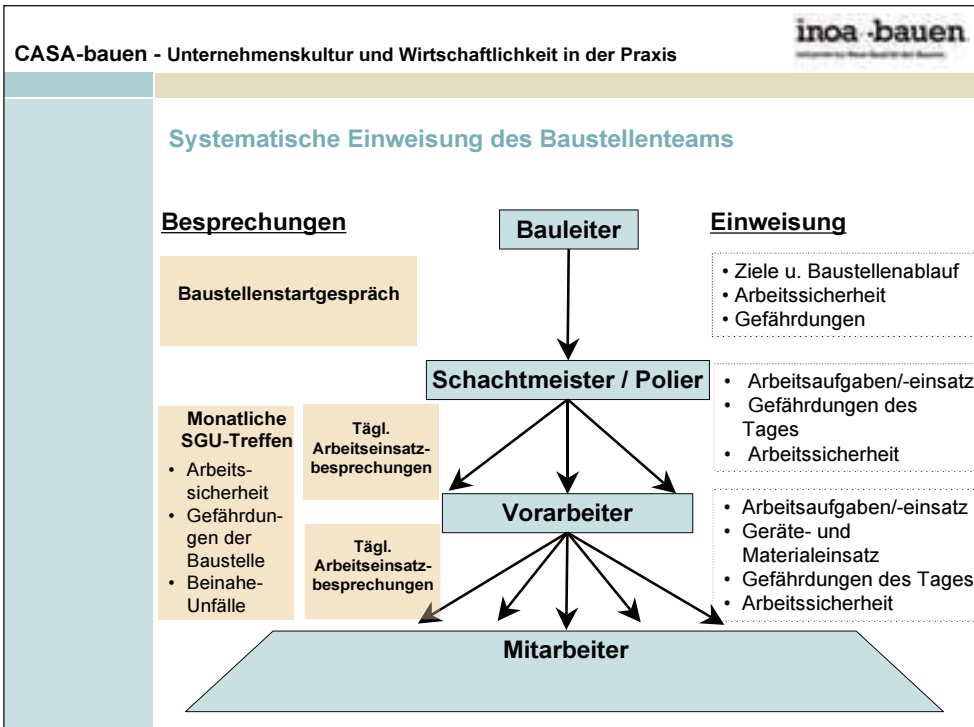 inoa -bauen
CASA-bauen - Unternehmenskultur und Wirtschaftlichkeit in der Praxis
Systematische Einweisung des Baustellenteams
Besprechungen
Bauleiter
Einweisung
Baustellenstartgespräch
• Ziele u. Baustellenablauf
• Arbeitssicherheit
• Gefährdungen
Schachtmeister / Polier
• Arbeitsaufgaben/-einsatz
• Gefährdungen des
Tages
• Arbeitssicherheit
Monatliche
SGU-Treffen
• Arbeits-
sicherheit
• Gefährdun-
gen der
Baustelle
• Beinahe-
Unfälle
Tägl.
Arbeitseinsatz-
besprechungen
Vorarbeiter
• Arbeitsaufgaben/-einsatz
• Geräte- und
Materialeinsatz
• Gefährdungen des Tages
• Arbeitssicherheit
Tägl.
Arbeitseinsatz-
besprechungen
Mitarbeiter